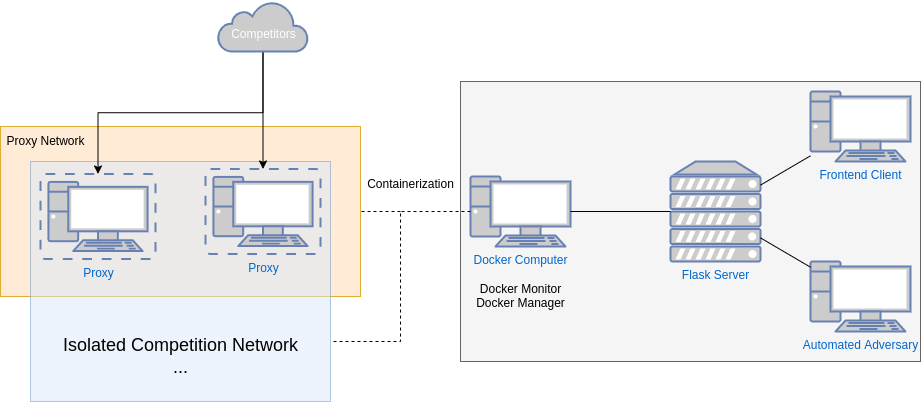 Competitors
Proxy Network
Proxy
Proxy
Isolated Competition Network
...
Containerization
Docker Computer
Docker Monitor
Docker Manager
Flask Server
Frontend Client
Automated Adversary